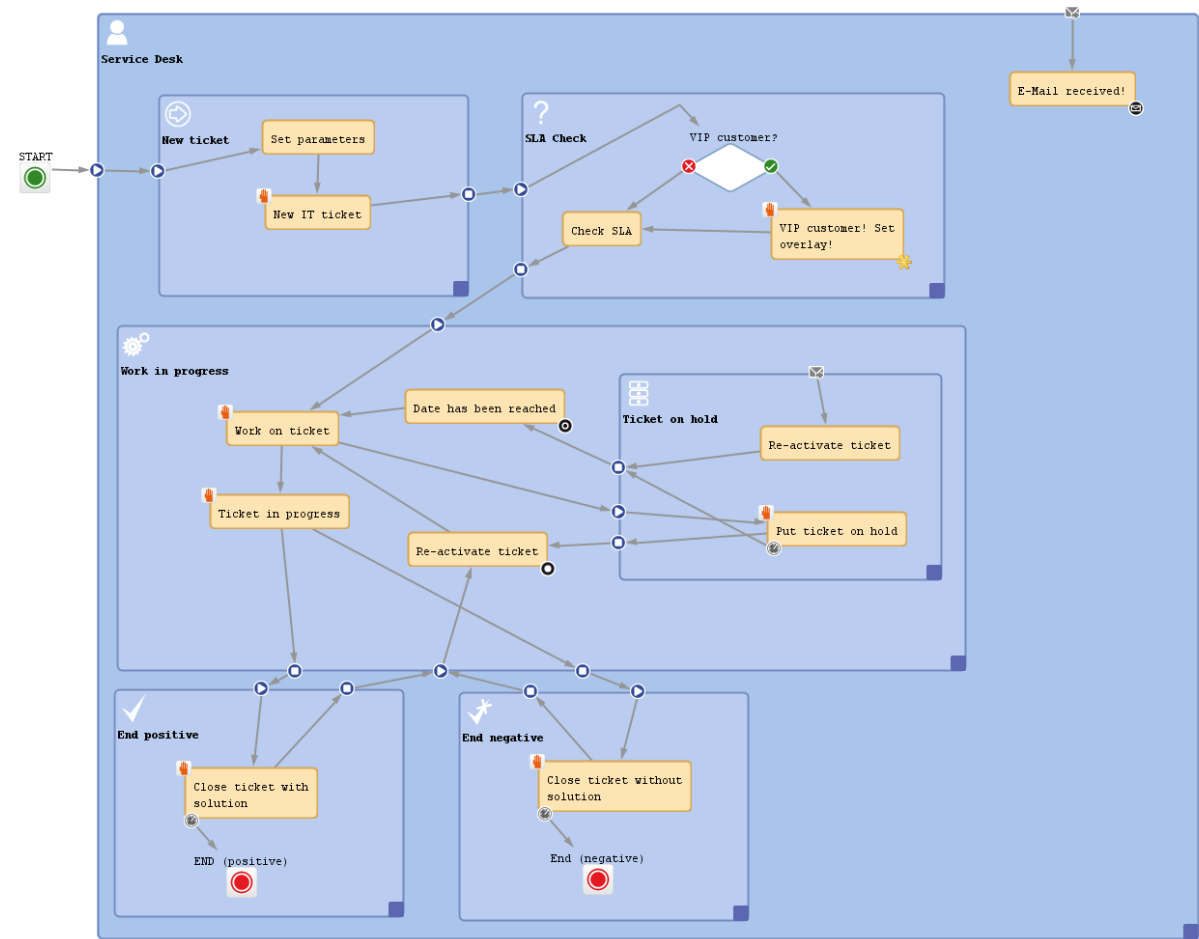 Service Desk
E-Mail received!
START
New ticket
Set parameters
New IT ticket
SLA Check
VIP customer?
Check SLA
VIP customer! Set
overlay!
Work in progress
Work on ticket
Date has been reached
Ticket on hold
Re-activate ticket
Ticket in progress
Re-activate ticket
Put ticket on hold
End positive
Close ticket with
solution
END (positive)
End negative
Close ticket without
solution
End (negative)